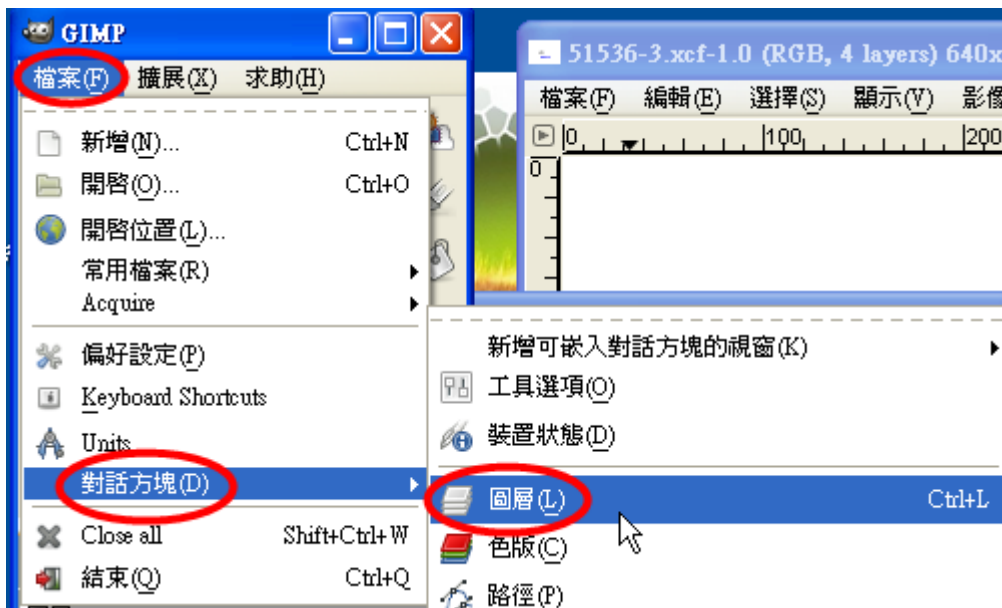 GIMP
檔案(F) 擴展(X) 求助(H)
新增(N)... Ctrl+N
開啓(O)... Ctrl+O
開啓位置(L)...
常用檔案(R)
Acquire
偏好設定(P)
Keyboard Shortcuts
Units
對話方塊(D)
Close all Shift+Ctrl+W
結束(Q) Ctrl+Q
51536-3.xcf-1.0 (RGB, 4 layers) 640x
檔案(F) 編輯(E) 選擇(S) 顯示(V) 影像
0 100 200
0
新增可嵌入對話方塊的視窗(K)
工具選項(O)
裝置狀態(D)
圖層(L) Ctrl+L
色版(C)
路徑(P)